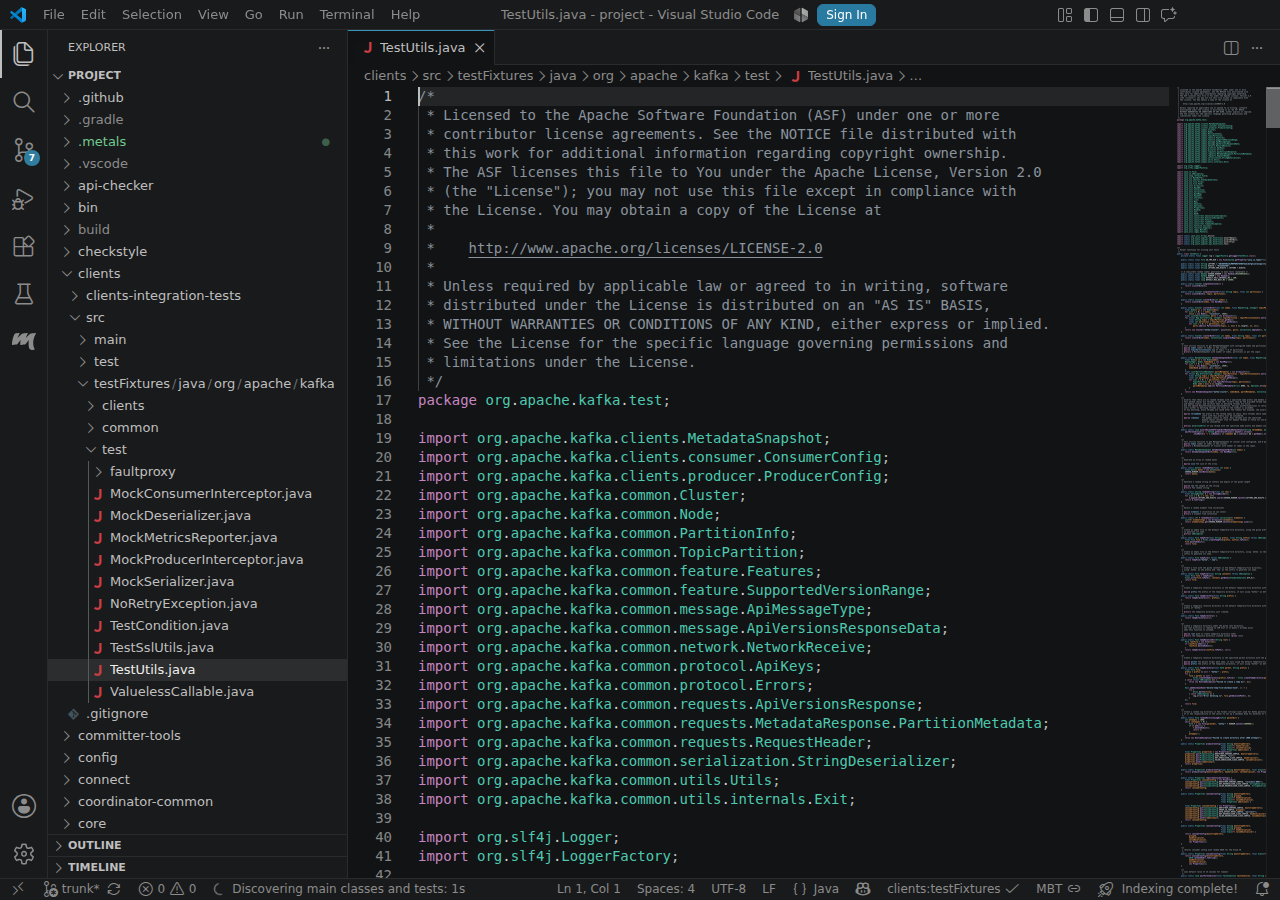 File Edit Selection View Go Run Terminal Help
TestUtils.java - project - Visual Studio Code
Sign In
EXPLORER
PROJECT
.github
.gradle
.metals
.vscode
api-checker
bin
build
checkstyle
clients
clients-integration-tests
src
main
test
testFixtures/java/org/apache/kafka
clients
common
test
faultproxy
MockConsumerInterceptor.java
MockDeserializer.java
MockMetricsReporter.java
MockProducerInterceptor.java
MockSerializer.java
NoRetryException.java
TestCondition.java
TestSslUtils.java
TestUtils.java
ValuelessCallable.java
.gitignore
committer-tools
config
connect
coordinator-common
core
OUTLINE
TIMELINE
7
TestUtils.java
clients > src > testFixtures > java > org > apache > kafka > test > TestUtils.java > ...
1 /*
2 * Licensed to the Apache Software Foundation (ASF) under one or more
3 * contributor license agreements. See the NOTICE file distributed with
4 * this work for additional information regarding copyright ownership.
5 * The ASF licenses this file to You under the Apache License, Version 2.0
6 * (the "License"); you may not use this file except in compliance with
7 * the License. You may obtain a copy of the License at
8 *
9 *    http://www.apache.org/licenses/LICENSE-2.0
10 *
11 * Unless required by applicable law or agreed to in writing, software
12 * distributed under the License is distributed on an "AS IS" BASIS,
13 * WITHOUT WARRANTIES OR CONDITIONS OF ANY KIND, either express or implied.
14 * See the License for the specific language governing permissions and
15 * limitations under the License.
16 */
17 package org.apache.kafka.test;
18
19 import org.apache.kafka.clients.MetadataSnapshot;
20 import org.apache.kafka.clients.consumer.ConsumerConfig;
21 import org.apache.kafka.clients.producer.ProducerConfig;
22 import org.apache.kafka.common.Cluster;
23 import org.apache.kafka.common.Node;
24 import org.apache.kafka.common.PartitionInfo;
25 import org.apache.kafka.common.TopicPartition;
26 import org.apache.kafka.common.feature.Features;
27 import org.apache.kafka.common.feature.SupportedVersionRange;
28 import org.apache.kafka.common.message.ApiMessageType;
29 import org.apache.kafka.common.message.ApiVersionsResponseData;
30 import org.apache.kafka.common.network.NetworkReceive;
31 import org.apache.kafka.common.protocol.ApiKeys;
32 import org.apache.kafka.common.protocol.Errors;
33 import org.apache.kafka.common.requests.ApiVersionsResponse;
34 import org.apache.kafka.common.requests.MetadataResponse.PartitionMetadata;
35 import org.apache.kafka.common.requests.RequestHeader;
36 import org.apache.kafka.common.serialization.StringDeserializer;
37 import org.apache.kafka.common.utils.Utils;
38 import org.apache.kafka.common.utils.internals.Exit;
39
40 import org.slf4j.Logger;
41 import org.slf4j.LoggerFactory;
42
trunk* 0 0 Discovering main classes and tests: 1s Ln 1, Col 1 Spaces: 4 UTF-8 LF {} Java clients:testFixtures MBT Indexing complete!